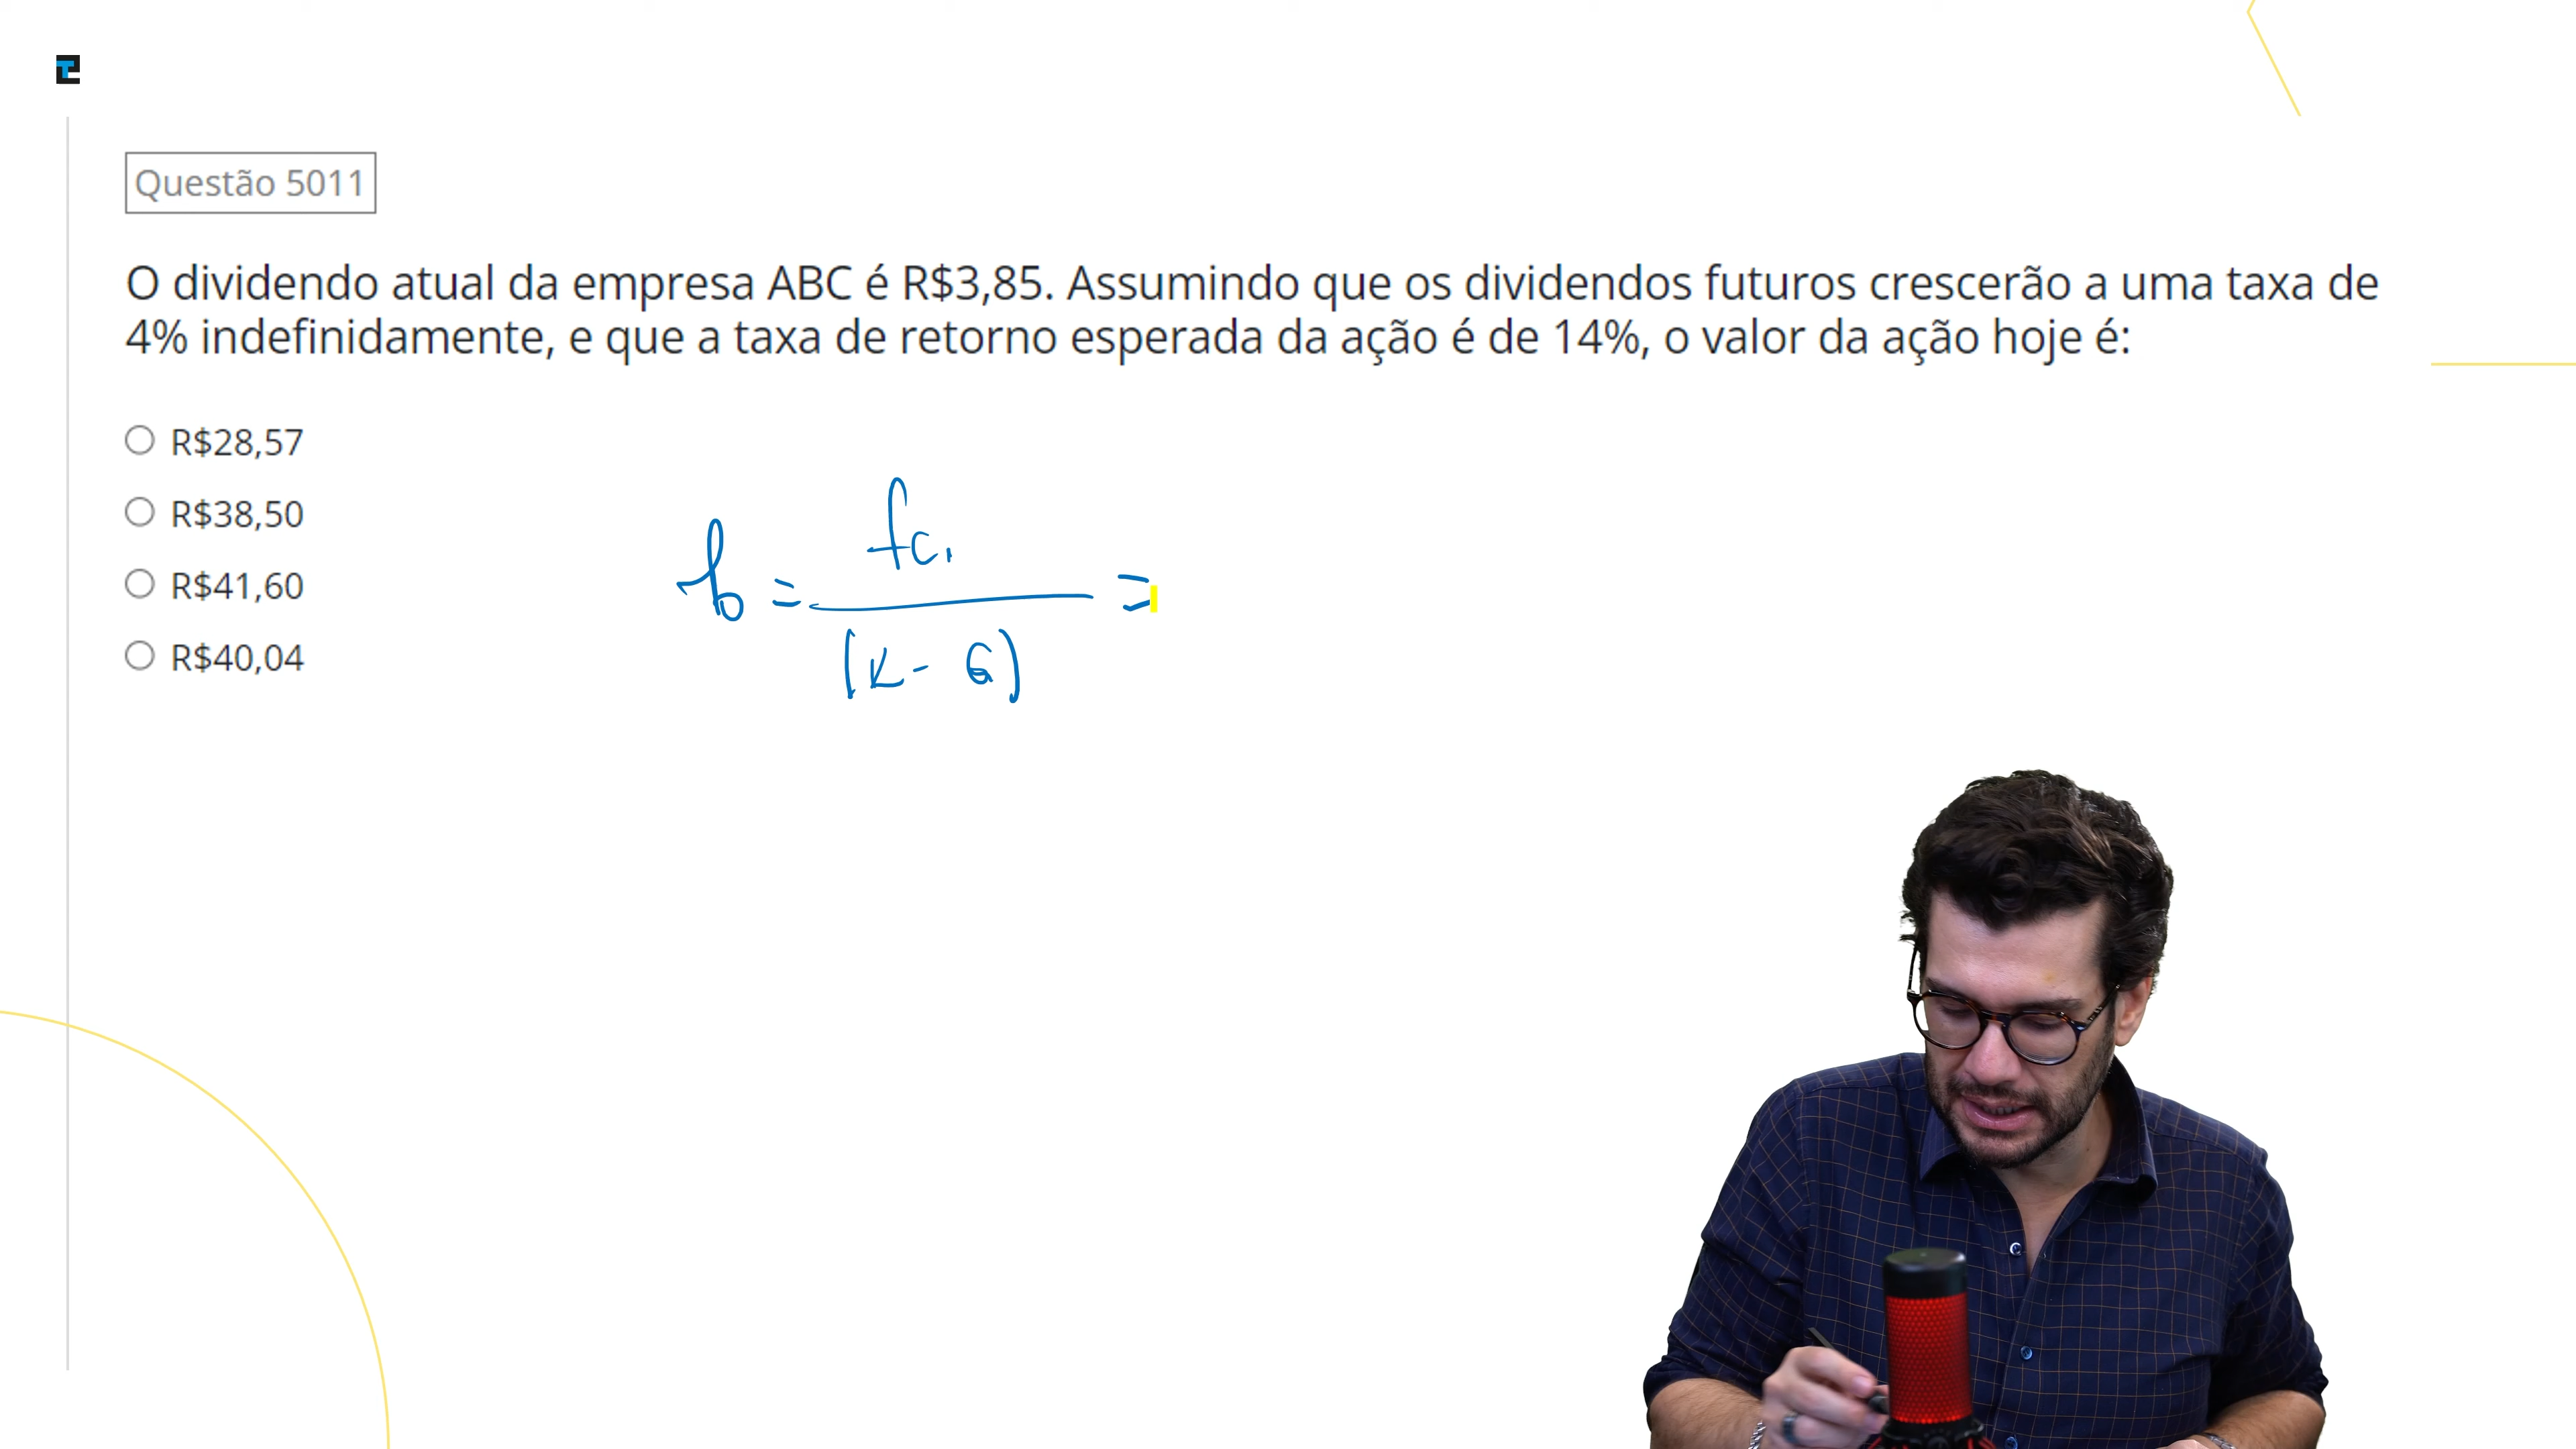 Questão 5011
O dividendo atual da empresa ABC é R$3,85. Assumindo que os dividendos futuros crescerão a uma taxa de
4% indefinidamente, e que a taxa de retorno esperada da ação é de 14%, o valor da ação hoje é:
R$28,57
R$38,50
R$41,60
R$40,04
fc₁
= =
(K - G)